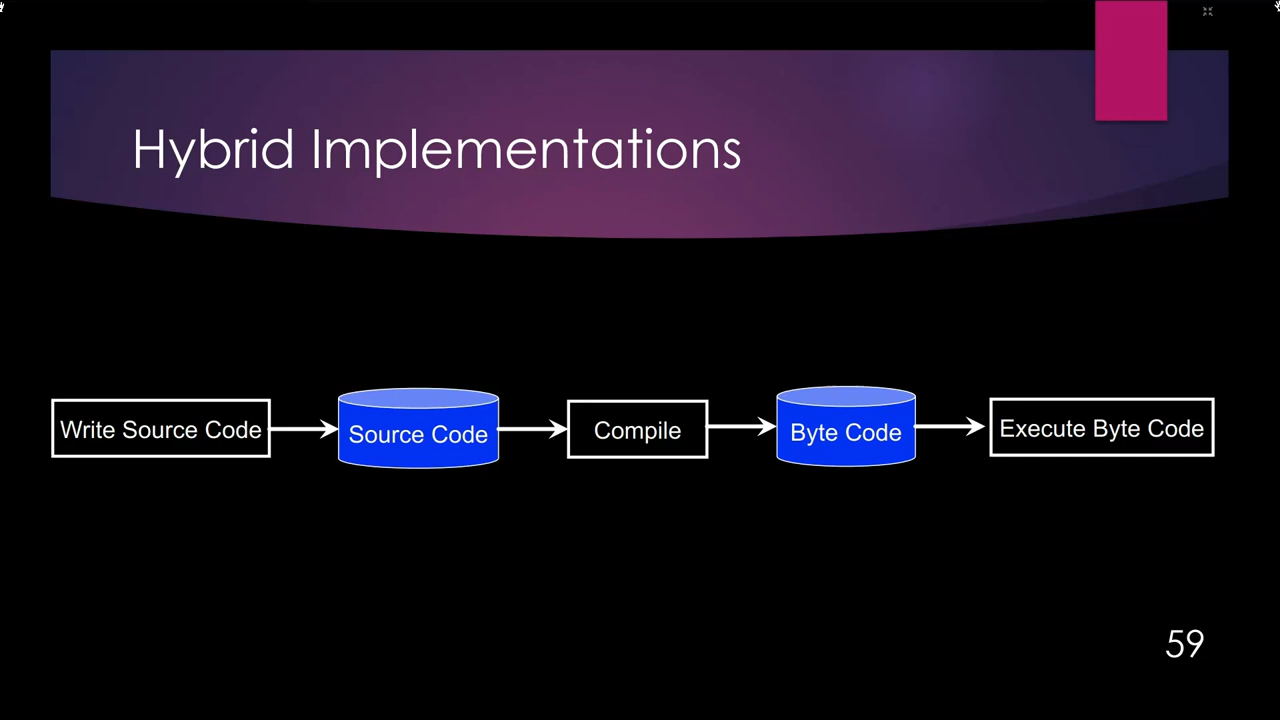 Hybrid Implementations
Write Source Code
Source Code
Compile
Byte Code
Execute Byte Code
59